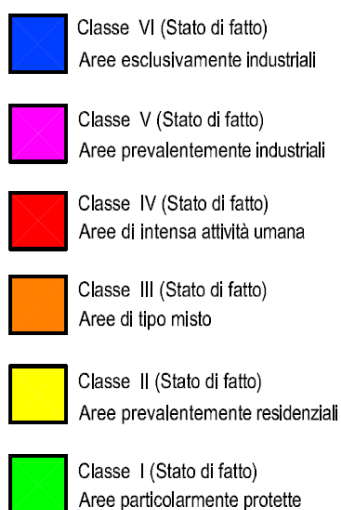 Classe VI (Stato di fatto)
Aree esclusivamente industriali
Classe V (Stato di fatto)
Aree prevalentemente industriali
Classe IV (Stato di fatto)
Aree di intensa attività umana
Classe III (Stato di fatto)
Aree di tipo misto
Classe II (Stato di fatto)
Aree prevalentemente residenziali
Classe I (Stato di fatto)
Aree particolarmente protette